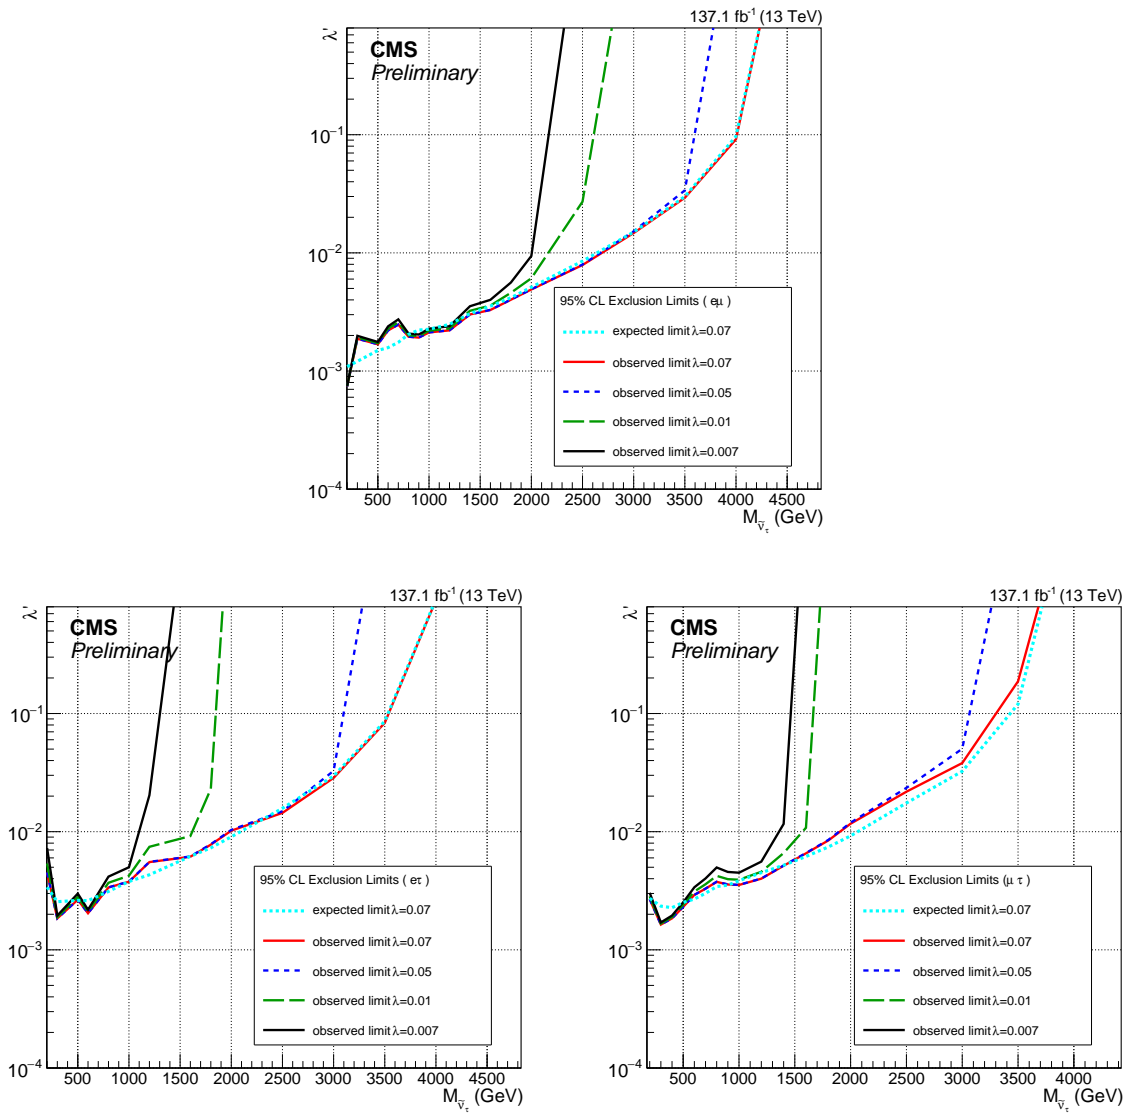 137.1 fb⁻¹ (13 TeV)
λ'
CMS
Preliminary
10⁻¹
10⁻²
10⁻³
10⁻⁴
95% CL Exclusion Limits ( eμ )
expected limit λ=0.07
observed limit λ=0.07
observed limit λ=0.05
observed limit λ=0.01
observed limit λ=0.007
500 1000 1500 2000 2500 3000 3500 4000 4500
M_ν̃_τ (GeV)
137.1 fb⁻¹ (13 TeV)
λ'
CMS
Preliminary
10⁻¹
10⁻²
10⁻³
10⁻⁴
95% CL Exclusion Limits ( eτ )
expected limit λ=0.07
observed limit λ=0.07
observed limit λ=0.05
observed limit λ=0.01
observed limit λ=0.007
500 1000 1500 2000 2500 3000 3500 4000 4500
M_ν̃_τ (GeV)
137.1 fb⁻¹ (13 TeV)
λ'
CMS
Preliminary
10⁻¹
10⁻²
10⁻³
10⁻⁴
95% CL Exclusion Limits (μ τ )
expected limit λ=0.07
observed limit λ=0.07
observed limit λ=0.05
observed limit λ=0.01
observed limit λ=0.007
500 1000 1500 2000 2500 3000 3500 4000
M_ν̃_τ (GeV)